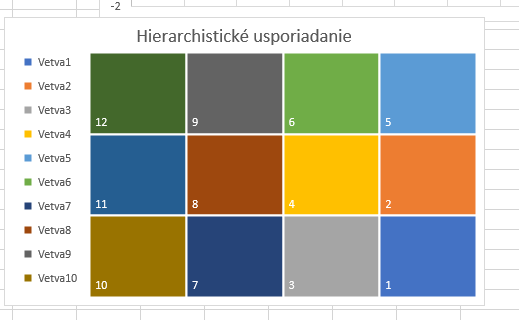 -2
Hierarchistické usporiadanie
Vetva1
Vetva2
Vetva3
Vetva4
Vetva5
Vetva6
Vetva7
Vetva8
Vetva9
Vetva10
12 9 6 5
11 8 4 2
10 7 3 1